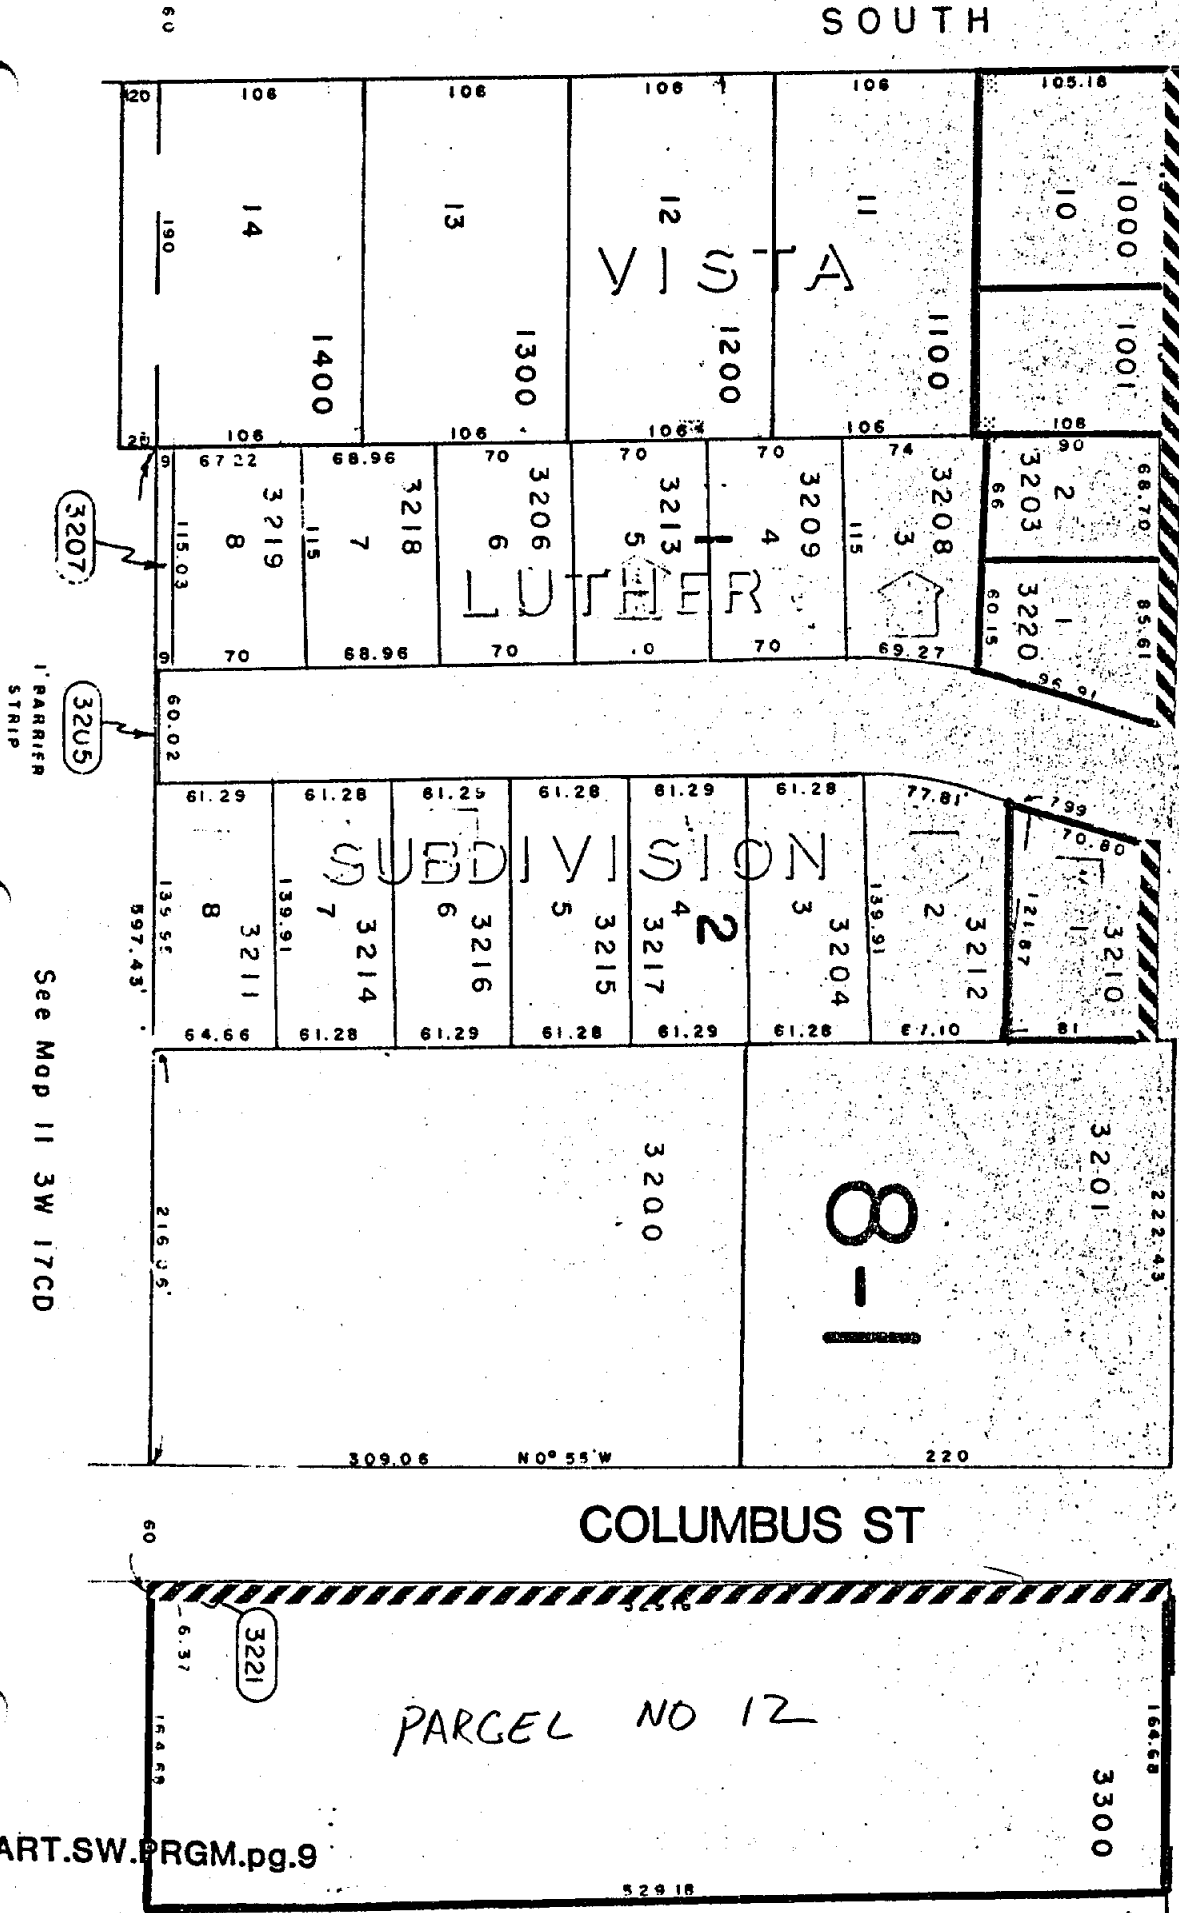 60
SOUTH
20 106 106 106 106 105.18
190
14 13 12 11 10 1000
VISTA
1400 1300 1200 1100 1001
106 106 106 106 106
9 67 22 68.96 70 70 70 74 90
68.70
3219 3218 3206 3213 3209 3208 3203
8 7 6 5 4 3 2
66
1
3207
115.03 115 115
LUTHER
3220 1
60.15 85.61
9 70 68.96 70 .0 70 69.27
96.91
3205
1' BARRIER
STRIP
60.02
61.29 61.28 61.29 61.28 61.29 61.28 77.81' 799
70.80
SUBDIVISION
139.91 139.91 121.87
8 7 6 5 4 3 2 1
2
3211 3214 3216 3215 3217 3204 3212 3210
597.43'
64.66 61.28 61.29 61.28 61.29 61.28 67.10 81
See Map 11 3W 17CD
3200 3201
222.43'
8-1
309.06 N0° 55' W 220
COLUMBUS ST
60
3221
6.37
PARCEL NO 12
164.68 164.68
3300
ART.SW.PRGM.pg.9
529.18